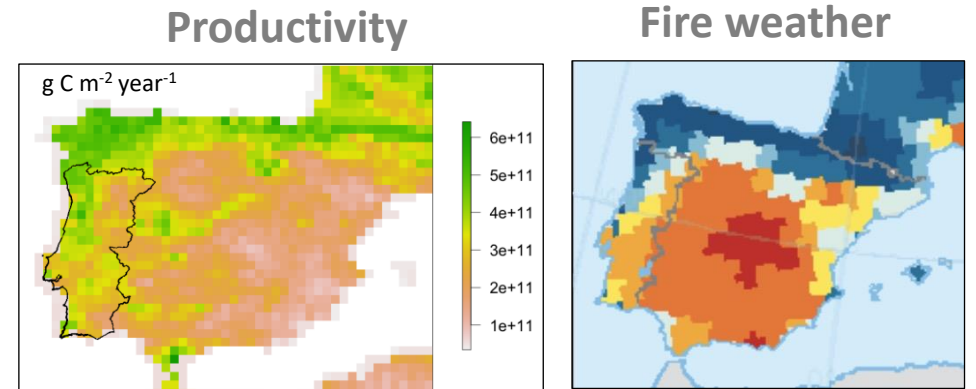 Productivity
Fire weather
g C m⁻² year⁻¹
6e+11
5e+11
4e+11
3e+11
2e+11
1e+11